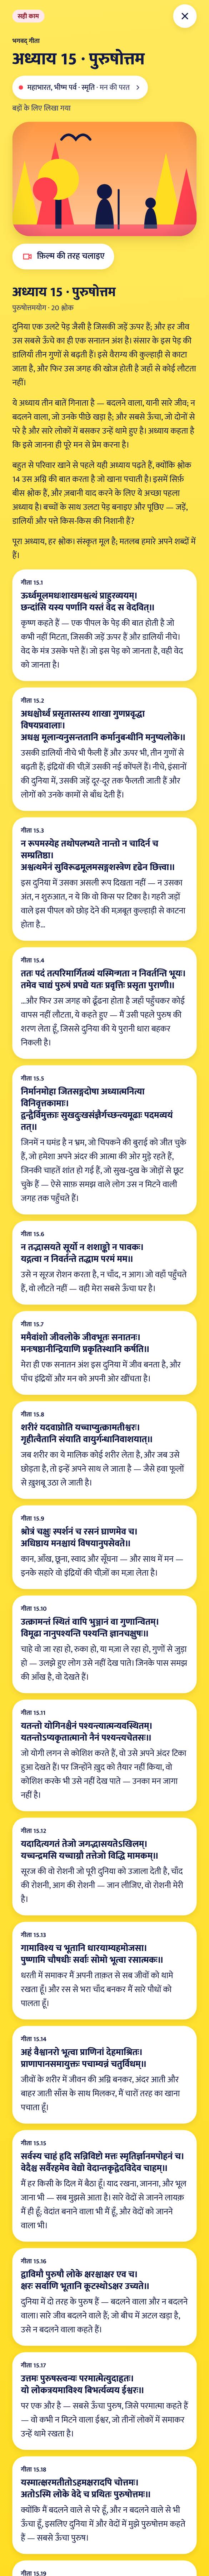 सही काम
भगवद् गीता
अध्याय 15 · पुरुषोत्तम
महाभारत, भीष्म पर्व · स्मृति · मन की परत
बड़ों के लिए लिखा गया
फ़िल्म की तरह चलाइए
अध्याय 15 · पुरुषोत्तम
पुरुषोत्तमयोग · 20 श्लोक
दुनिया एक उलटे पेड़ जैसी है जिसकी जड़ें ऊपर हैं; और हर जीव
उस सबसे ऊँचे का ही एक सनातन अंश है। संसार के इस पेड़ की
डालियाँ तीनों गुणों से बढ़ती हैं। इसे वैराग्य की कुल्हाड़ी से काटा
जाता है, और फिर उस जगह की खोज होती है जहाँ से कोई लौटता
नहीं।
ये अध्याय तीन बातें गिनाता है — बदलने वाला, यानी सारे जीव; न
बदलने वाला, जो उनके पीछे खड़ा है; और सबसे ऊँचा, जो दोनों से
परे है और सारे लोकों में बसकर उन्हें थामे हुए है। अध्याय कहता है
कि इसे जानना ही पूरे मन से प्रेम करना है।
बहुत से परिवार खाने से पहले यही अध्याय पढ़ते हैं, क्योंकि श्लोक
14 उस अग्नि की बात करता है जो खाना पचाती है। इसमें सिर्फ़
बीस श्लोक हैं, और ज़बानी याद करने के लिए ये अच्छा पहला
अध्याय है। बच्चों के साथ उलटा पेड़ बनाइए और पूछिए — जड़ें,
डालियाँ और पत्ते किस-किस की निशानी हैं?
पूरा अध्याय, हर श्लोक। संस्कृत मूल है; मतलब हमारे अपने शब्दों में
हैं।
गीता 15.1
ऊर्ध्वमूलमधःशाखमश्वत्थं प्राहुरव्ययम्।
छन्दांसि यस्य पर्णानि यस्तं वेद स वेदवित्॥
कृष्ण कहते हैं — एक पीपल के पेड़ की बात होती है जो
कभी नहीं मिटता, जिसकी जड़ें ऊपर हैं और डालियाँ नीचे।
वेद के मंत्र उसके पत्ते हैं। जो इस पेड़ को जानता है, वही वेद
को जानता है।
गीता 15.2
अधश्चोर्ध्वं प्रसृतास्तस्य शाखा गुणप्रवृद्धा
विषयप्रवालाः।
अधश्च मूलान्यनुसन्ततानि कर्मानुबन्धीनि मनुष्यलोके॥
उसकी डालियाँ नीचे भी फैली हैं और ऊपर भी, तीन गुणों से
बढ़ती हैं; इंद्रियों की चीज़ें उसकी नई कोंपलें हैं। नीचे, इंसानों
की दुनिया में, उसकी जड़ें दूर-दूर तक फैलती जाती हैं और
लोगों को उनके कामों से बाँध देती हैं।
गीता 15.3
न रूपमस्येह तथोपलभ्यते नान्तो न चादिर्न च
सम्प्रतिष्ठा।
अश्वत्थमेनं सुविरूढमूलमसङ्गशस्त्रेण दृढेन छित्त्वा॥
इस दुनिया में उसका असली रूप दिखता नहीं — न उसका
अंत, न शुरुआत, न ये कि वो किस पर टिका है। गहरी जड़ों
वाले इस पीपल को छोड़ देने की मज़बूत कुल्हाड़ी से काटना
होता है…
गीता 15.4
ततः पदं तत्परिमार्गितव्यं यस्मिन्गता न निवर्तन्ति भूयः।
तमेव चाद्यं पुरुषं प्रपद्ये यतः प्रवृत्तिः प्रसृता पुराणी॥
…और फिर उस जगह को ढूँढना होता है जहाँ पहुँचकर कोई
वापस नहीं लौटता, ये कहते हुए — मैं उसी पहले पुरुष की
शरण लेता हूँ, जिससे दुनिया की ये पुरानी धारा बहकर
निकली है।
गीता 15.5
निर्मानमोहा जितसङ्गदोषा अध्यात्मनित्या
विनिवृत्तकामाः।
द्वन्द्वैर्विमुक्ताः सुखदुःखसंज्ञैर्गच्छन्त्यमूढाः पदमव्ययं
तत्॥
जिनमें न घमंड है न भ्रम, जो चिपकने की बुराई को जीत चुके
हैं, जो हमेशा अपने अंदर की आत्मा की ओर मुड़े रहते हैं,
जिनकी चाहतें शांत हो गई हैं, जो सुख-दुख के जोड़ों से छूट
चुके हैं — ऐसे साफ़ समझ वाले लोग उस न मिटने वाली
जगह तक पहुँचते हैं।
गीता 15.6
न तद्भासयते सूर्यो न शशाङ्को न पावकः।
यद्गत्वा न निवर्तन्ते तद्धाम परमं मम॥
उसे न सूरज रोशन करता है, न चाँद, न आग। जो वहाँ पहुँचते
हैं, वो लौटते नहीं — वही मेरा सबसे ऊँचा घर है।
गीता 15.7
ममैवांशो जीवलोके जीवभूतः सनातनः।
मनःषष्ठानीन्द्रियाणि प्रकृतिस्थानि कर्षति॥
मेरा ही एक सनातन अंश इस दुनिया में जीव बनता है, और
पाँच इंद्रियों और मन को अपनी ओर खींचता है।
गीता 15.8
शरीरं यदवाप्नोति यच्चाप्युत्क्रामतीश्वरः।
गृहीत्वैतानि संयाति वायुर्गन्धानिवाशयात्॥
जब शरीर का ये मालिक कोई शरीर लेता है, और जब उसे
छोड़ता है, तो इन्हें अपने साथ ले जाता है — जैसे हवा फूलों
से ख़ुशबू उठा ले जाती है।
गीता 15.9
श्रोत्रं चक्षुः स्पर्शनं च रसनं घ्राणमेव च।
अधिष्ठाय मनश्चायं विषयानुपसेवते॥
कान, आँख, छूना, स्वाद और सूँघना — और साथ में मन —
इनके सहारे वो इंद्रियों की चीज़ों का मज़ा लेता है।
गीता 15.10
उत्क्रामन्तं स्थितं वापि भुञ्जानं वा गुणान्वितम्।
विमूढा नानुपश्यन्ति पश्यन्ति ज्ञानचक्षुषः॥
चाहे वो जा रहा हो, रुका हो, या मज़ा ले रहा हो, गुणों से जुड़ा
हो — उलझे हुए लोग उसे नहीं देख पाते। जिनके पास समझ
की आँख है, वो देखते हैं।
गीता 15.11
यतन्तो योगिनश्चैनं पश्यन्त्यात्मन्यवस्थितम्।
यतन्तोऽप्यकृतात्मानो नैनं पश्यन्त्यचेतसः॥
जो योगी लगन से कोशिश करते हैं, वो उसे अपने अंदर टिका
हुआ देखते हैं। पर जिन्होंने ख़ुद को तैयार नहीं किया, वो
कोशिश करके भी उसे नहीं देख पाते — उनका मन जागा
नहीं है।
गीता 15.12
यदादित्यगतं तेजो जगद्भासयतेऽखिलम्।
यच्चन्द्रमसि यच्चाग्नौ तत्तेजो विद्धि मामकम्॥
सूरज की वो रोशनी जो पूरी दुनिया को उजाला देती है, चाँद
की रोशनी, आग की रोशनी — जान लीजिए, वो रोशनी मेरी
है।
गीता 15.13
गामाविश्य च भूतानि धारयाम्यहमोजसा।
पुष्णामि चौषधीः सर्वाः सोमो भूत्वा रसात्मकः॥
धरती में समाकर मैं अपनी ताक़त से सब जीवों को थामे
रखता हूँ। और रस से भरा चाँद बनकर मैं सारे पौधों को
पालता हूँ।
गीता 15.14
अहं वैश्वानरो भूत्वा प्राणिनां देहमाश्रितः।
प्राणापानसमायुक्तः पचाम्यन्नं चतुर्विधम्॥
जीवों के शरीर में जीवन की अग्नि बनकर, अंदर आती और
बाहर जाती साँस के साथ मिलकर, मैं चारों तरह का खाना
पचाता हूँ।
गीता 15.15
सर्वस्य चाहं हृदि सन्निविष्टो मत्तः स्मृतिर्ज्ञानमपोहनं च।
वेदैश्च सर्वैरहमेव वेद्यो वेदान्तकृद्वेदविदेव चाहम्॥
मैं हर किसी के दिल में बैठा हूँ। याद रखना, जानना, और भूल
जाना भी — सब मुझसे आता है। सारे वेदों से जानने लायक़
मैं ही हूँ; वेदांत बनाने वाला भी मैं हूँ, और वेदों को जानने
वाला भी।
गीता 15.16
द्वाविमौ पुरुषौ लोके क्षरश्चाक्षर एव च।
क्षरः सर्वाणि भूतानि कूटस्थोऽक्षर उच्यते॥
दुनिया में दो तरह के पुरुष हैं — बदलने वाला और न बदलने
वाला। सारे जीव बदलने वाले हैं; जो बीच में अटल खड़ा है,
उसे न बदलने वाला कहते हैं।
गीता 15.17
उत्तमः पुरुषस्त्वन्यः परमात्मेत्युदाहृतः।
यो लोकत्रयमाविश्य बिभर्त्यव्यय ईश्वरः॥
पर एक और है — सबसे ऊँचा पुरुष, जिसे परमात्मा कहते हैं
— वो कभी न मिटने वाला ईश्वर, जो तीनों लोकों में समाकर
उन्हें थामे रखता है।
गीता 15.18
यस्मात्क्षरमतीतोऽहमक्षरादपि चोत्तमः।
अतोऽस्मि लोके वेदे च प्रथितः पुरुषोत्तमः॥
क्योंकि मैं बदलने वाले से परे हूँ, और न बदलने वाले से भी
ऊँचा हूँ, इसलिए दुनिया में और वेदों में मुझे पुरुषोत्तम कहते
हैं — सबसे ऊँचा पुरुष।
गीता 15.19